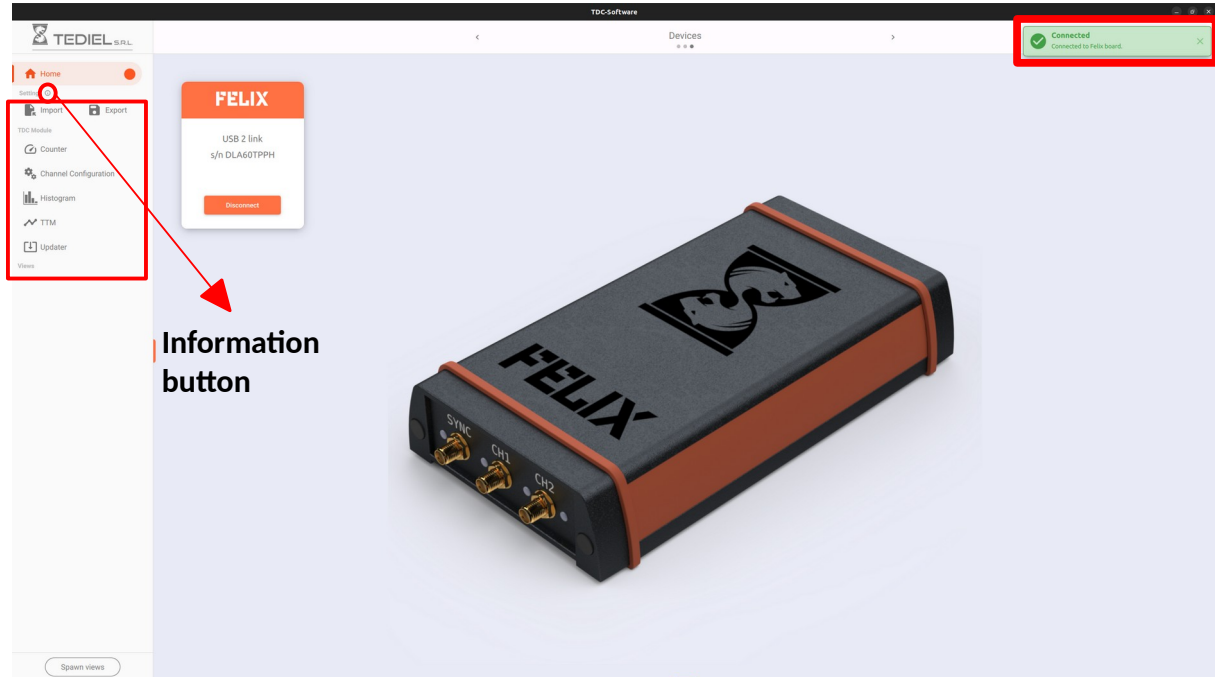 TDC-Software
TEDIEL S.R.L.
Devices
Connected
Connected to Felix board.
Home
Settings
Import
Export
TDC Module
Counter
Channel Configuration
Histogram
TTM
Updater
Views
FELIX
USB 2 link
s/n DLA60TPPH
Disconnect
Information
button
FELIX
SYNC
CH1
CH2
Spawn views